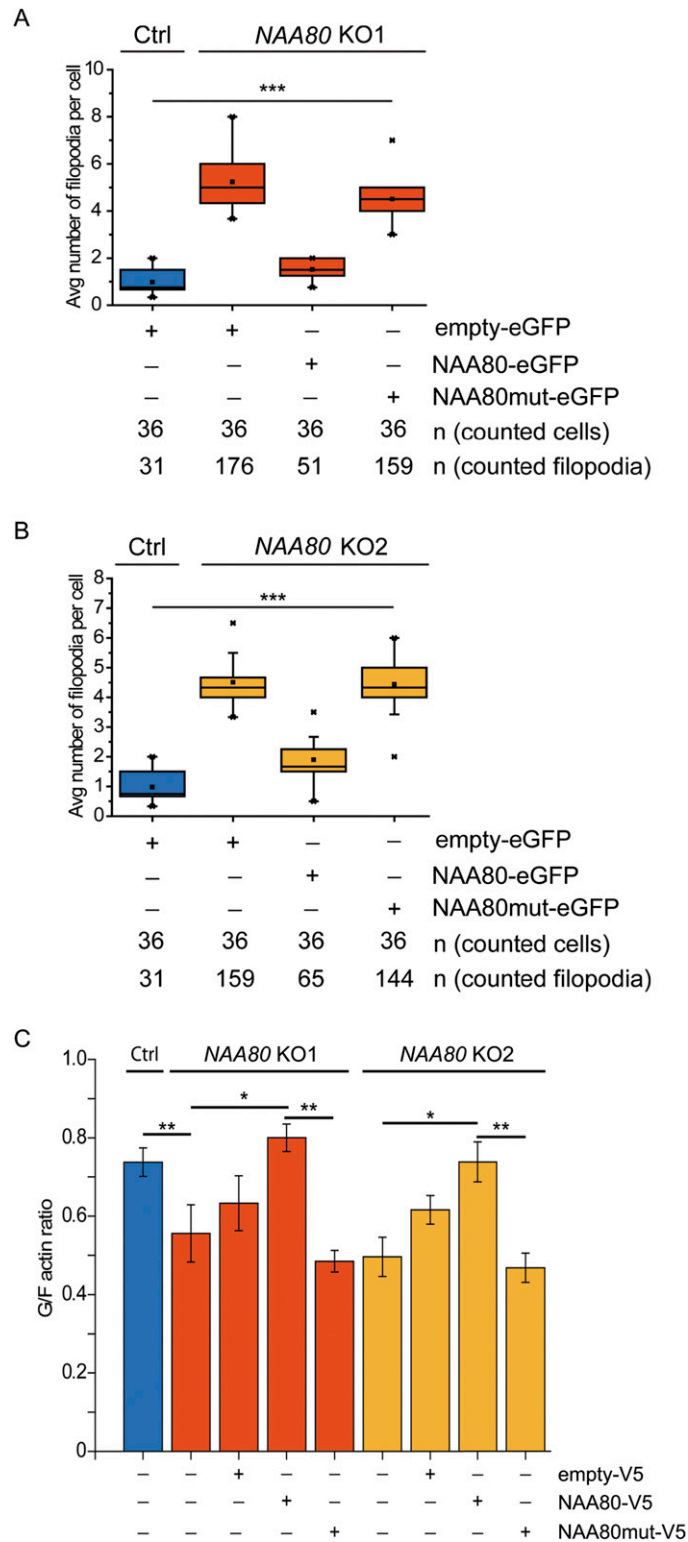 A
Ctrl NAA80 KO1
***
10
8
6
4
2
0
Avg number of filopodia per cell
+ + – – empty-eGFP
– – + – NAA80-eGFP
– – – + NAA80mut-eGFP
36 36 36 36 n (counted cells)
31 176 51 159 n (counted filopodia)
B
Ctrl NAA80 KO2
***
8
7
6
5
4
3
2
1
0
Avg number of filopodia per cell
+ + – – empty-eGFP
– – + – NAA80-eGFP
– – – + NAA80mut-eGFP
36 36 36 36 n (counted cells)
31 159 65 144 n (counted filopodia)
C
Ctrl NAA80 KO1 NAA80 KO2
** * ** * **
1.0
0.8
0.6
0.4
0.2
0
G/F actin ratio
– – + – – – + – – empty-V5
– – – + – – – + – NAA80-V5
– – – – + – – – + NAA80mut-V5